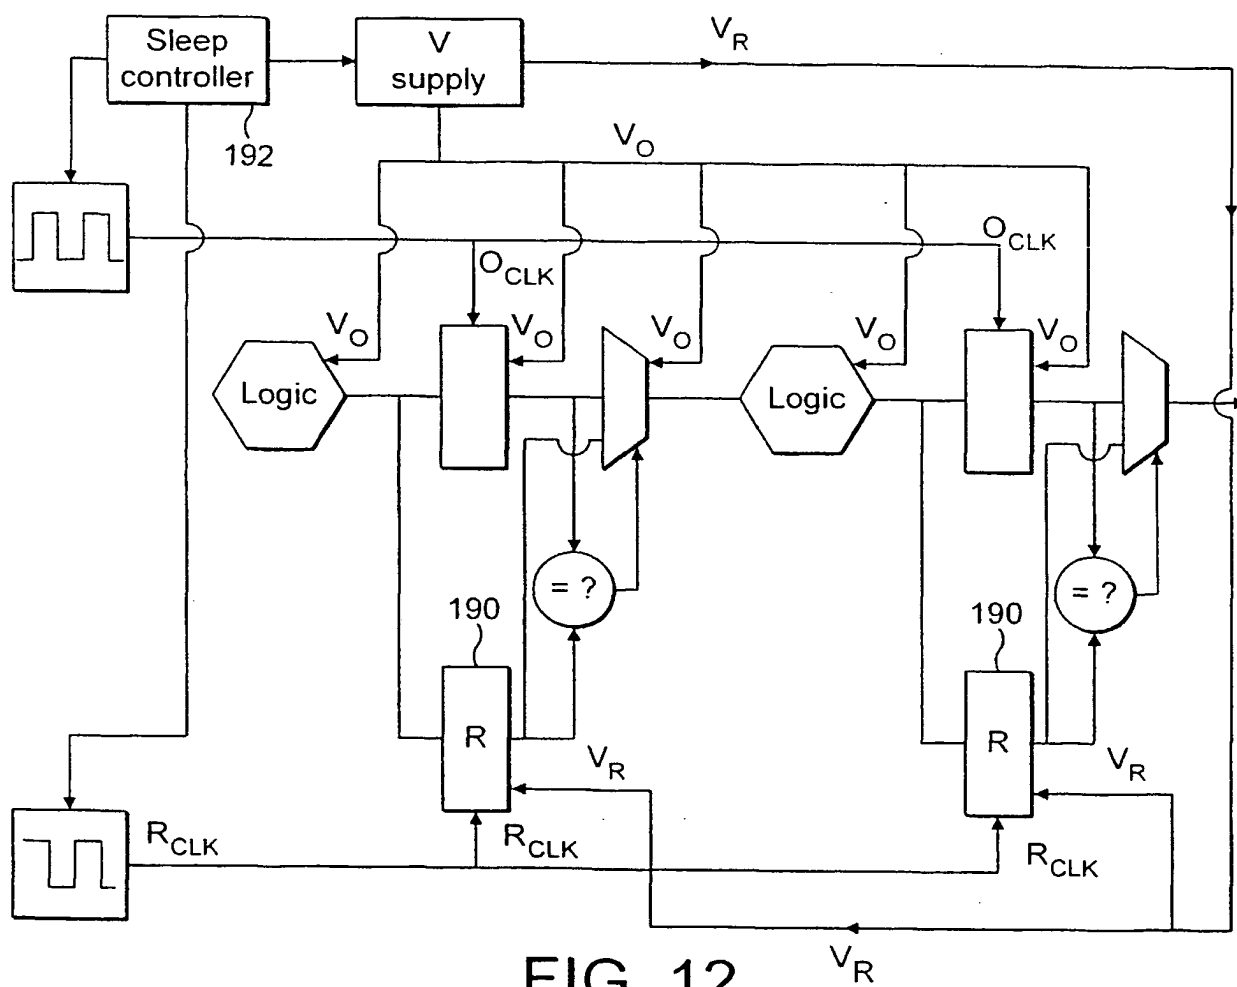 Sleep controller
V supply
V_R
192
V_O
O_CLK
O_CLK
V_O
V_O
V_O
V_O
V_O
Logic
Logic
= ?
= ?
190
190
R
R
V_R
V_R
R_CLK
R_CLK
R_CLK
V_R
FIG. 12